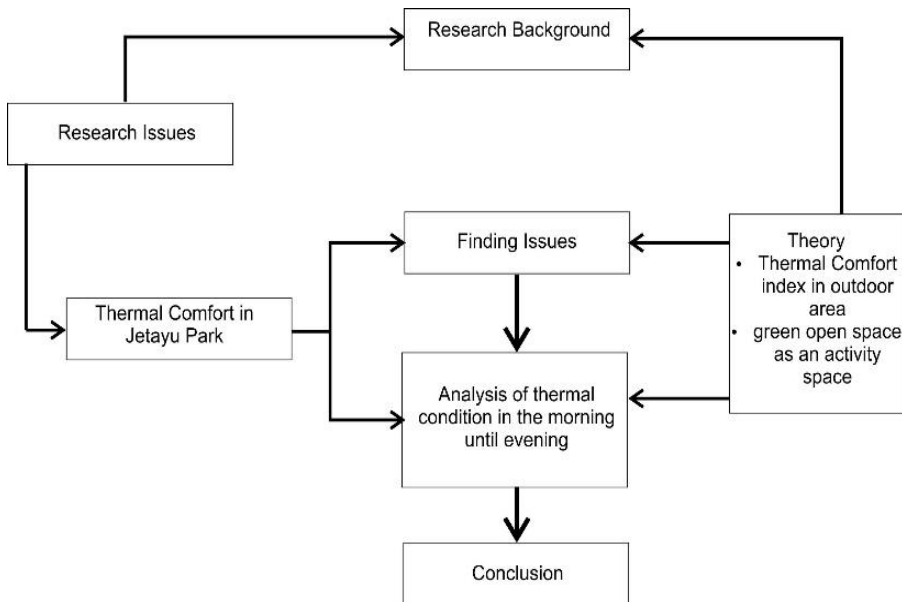 Research Background
Research Issues
Finding Issues
Theory
• Thermal Comfort
index in outdoor
area
• green open space
as an activity
space
Thermal Comfort in
Jetayu Park
Analysis of thermal
condition in the morning
until evening
Conclusion